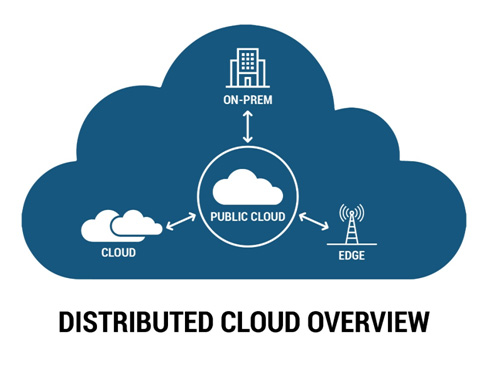 ON-PREM
PUBLIC CLOUD
CLOUD
EDGE
DISTRIBUTED CLOUD OVERVIEW